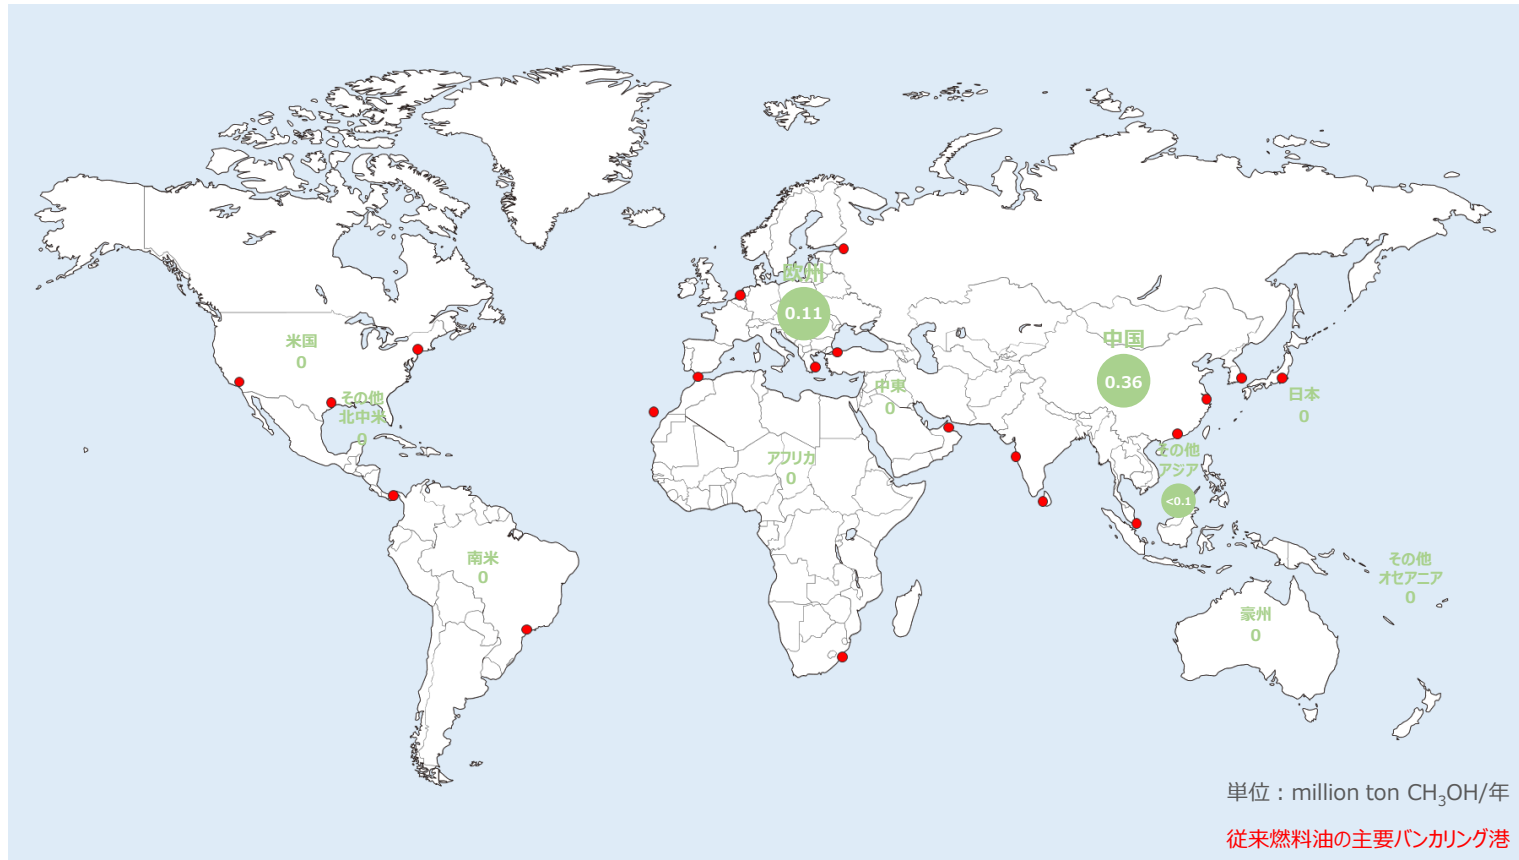 欧州
0.11
米国
0
中国
0.36
その他
北中米
0
中東
0
日本
0
アフリカ
0
その他
アジア
<0.1
南米
0
その他
オセアニア
0
豪州
0
単位：million ton CH₃OH/年
従来燃料油の主要バンカリング港